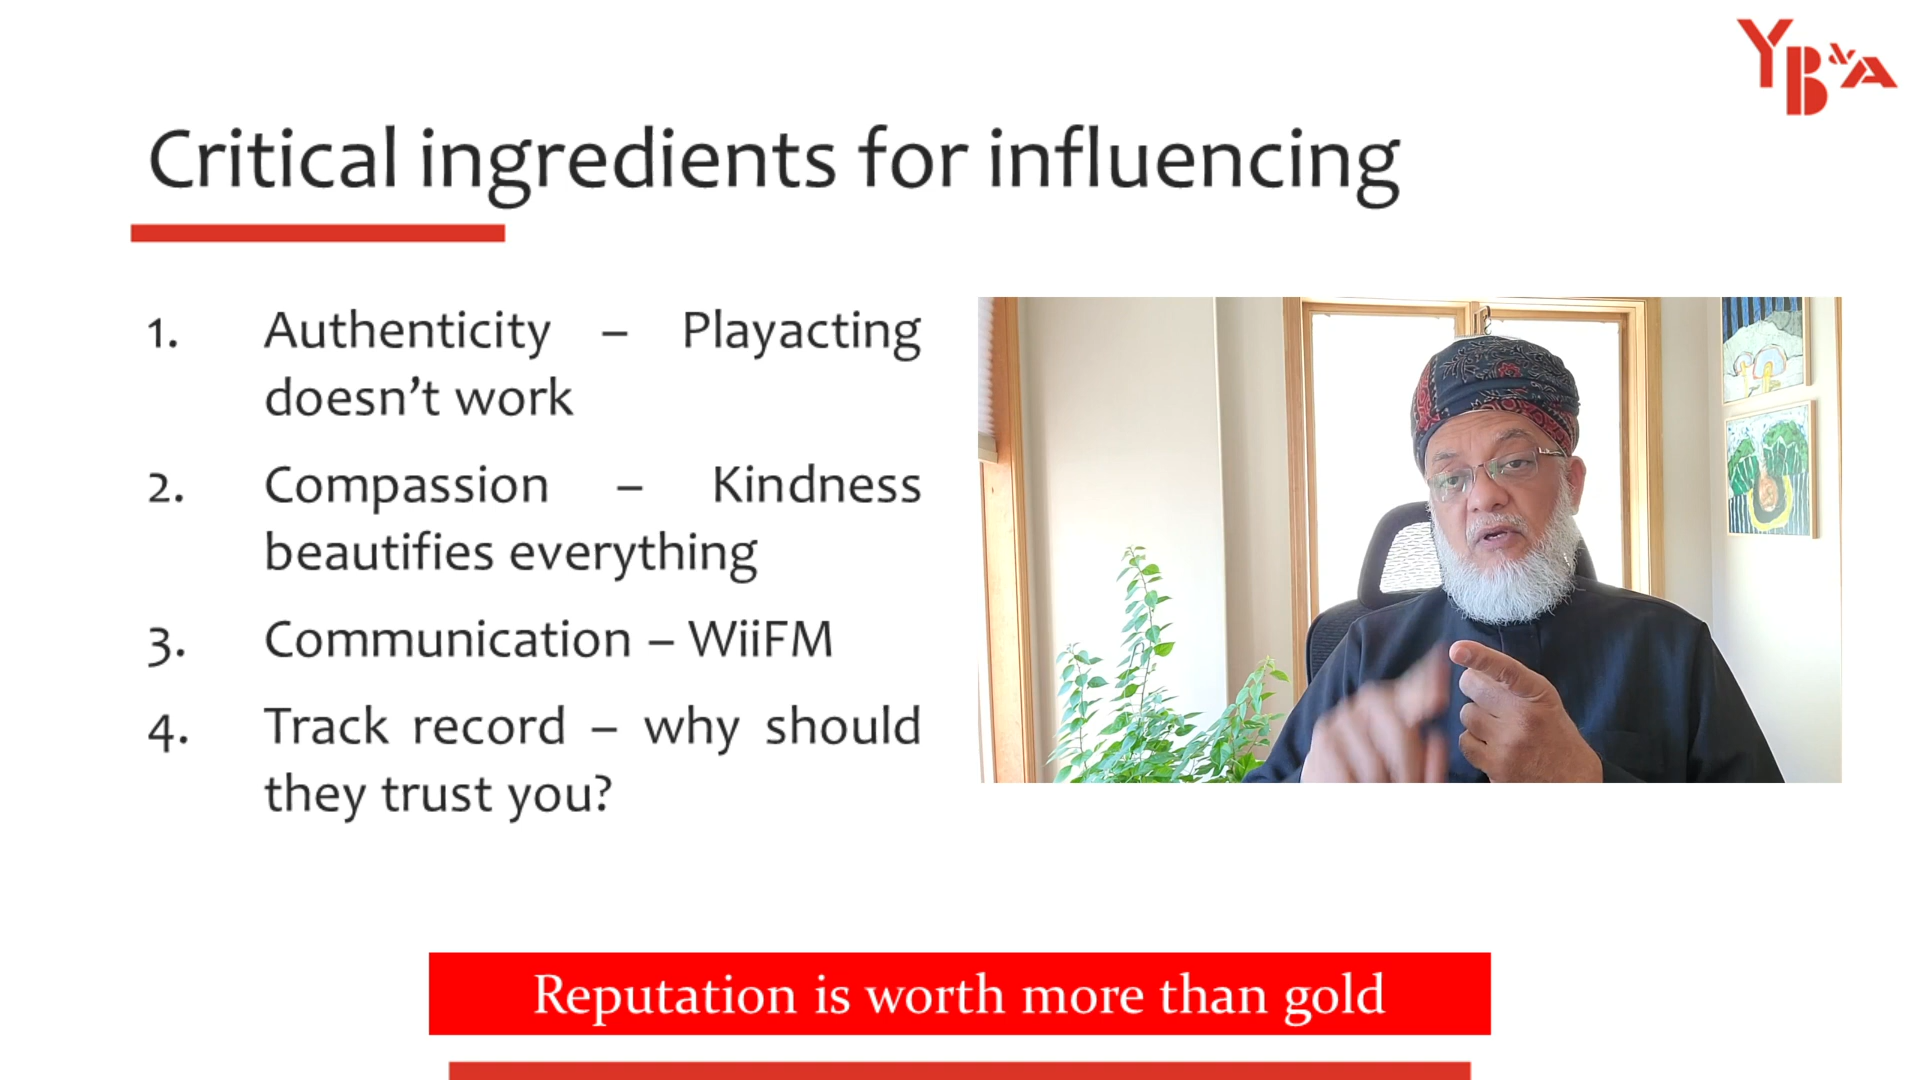 YB&A
Critical ingredients for influencing
1. Authenticity – Playacting
doesn’t work
2. Compassion – Kindness
beautifies everything
3. Communication – WiiFM
4. Track record – why should
they trust you?
Reputation is worth more than gold